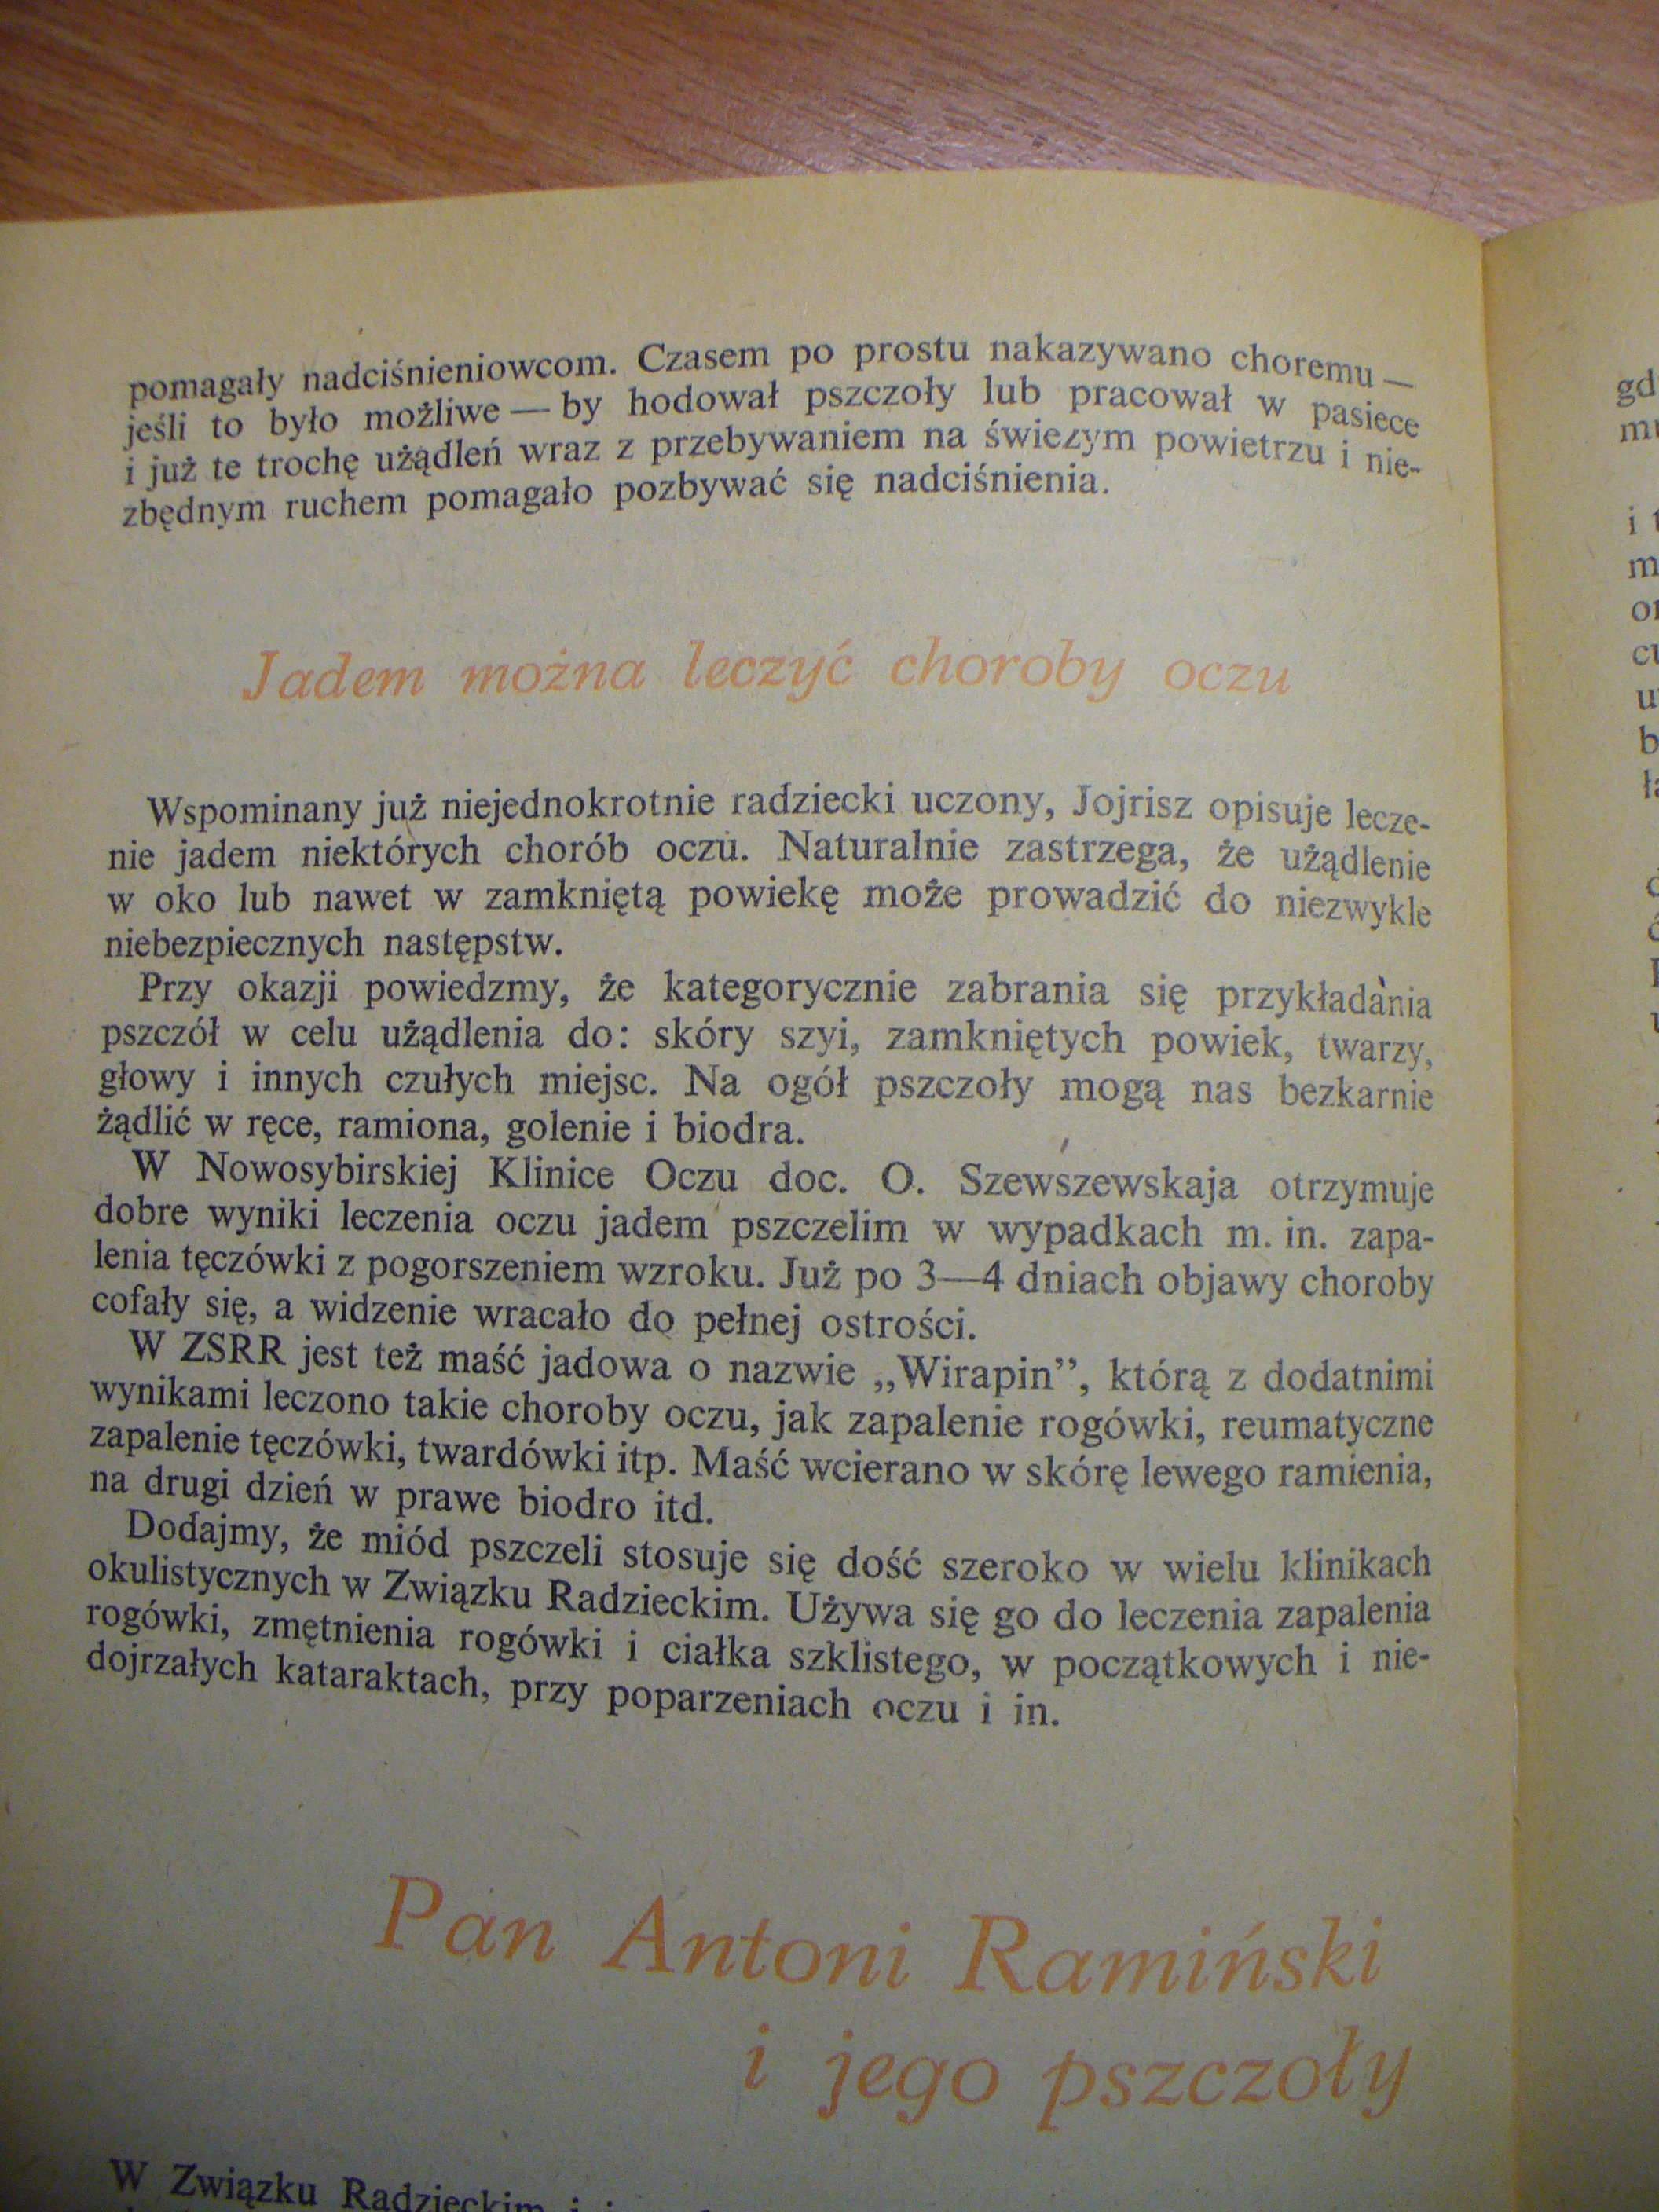 pomagały nadciśnieniowcom. Czasem po prostu nakazywano choremu —
jeśli to było możliwe — by hodował pszczoły lub pracował w pasiece
i już te trochę użądleń wraz z przebywaniem na świeżym powietrzu i nie-
zbędnym ruchem pomagało pozbywać się nadciśnienia.
Jadem można leczyć choroby oczu
Wspominany już niejednokrotnie radziecki uczony, Jojrisz opisuje lecze-
nie jadem niektórych chorób oczu. Naturalnie zastrzega, że użądlenie
w oko lub nawet w zamkniętą powiekę może prowadzić do niezwykle
niebezpiecznych następstw.
Przy okazji powiedzmy, że kategorycznie zabrania się przykładania
pszczół w celu użądlenia do: skóry szyi, zamkniętych powiek, twarzy,
głowy i innych czułych miejsc. Na ogół pszczoły mogą nas bezkarnie
żądlić w ręce, ramiona, golenie i biodra.
W Nowosybirskiej Klinice Oczu doc. O. Szewszewskaja otrzymuje
dobre wyniki leczenia oczu jadem pszczelim w wypadkach m. in. zapa-
lenia tęczówki z pogorszeniem wzroku. Już po 3—4 dniach objawy choroby
cofały się, a widzenie wracało do pełnej ostrości.
W ZSRR jest też maść jadowa o nazwie „Wirapin”, którą z dodatnimi
wynikami leczono takie choroby oczu, jak zapalenie rogówki, reumatyczne
zapalenie tęczówki, twardówki itp. Maść wcierano w skórę lewego ramienia,
na drugi dzień w prawe biodro itd.
Dodajmy, że miód pszczeli stosuje się dość szeroko w wielu klinikach
okulistycznych w Związku Radzieckim. Używa się go do leczenia zapalenia
rogówki, zmętnienia rogówki i ciałka szklistego, w początkowych i nie-
dojrzałych kataraktach, przy poparzeniach oczu i in.
Pan Antoni Ramiński
i jego pszczoły
W Związku Radzieckim